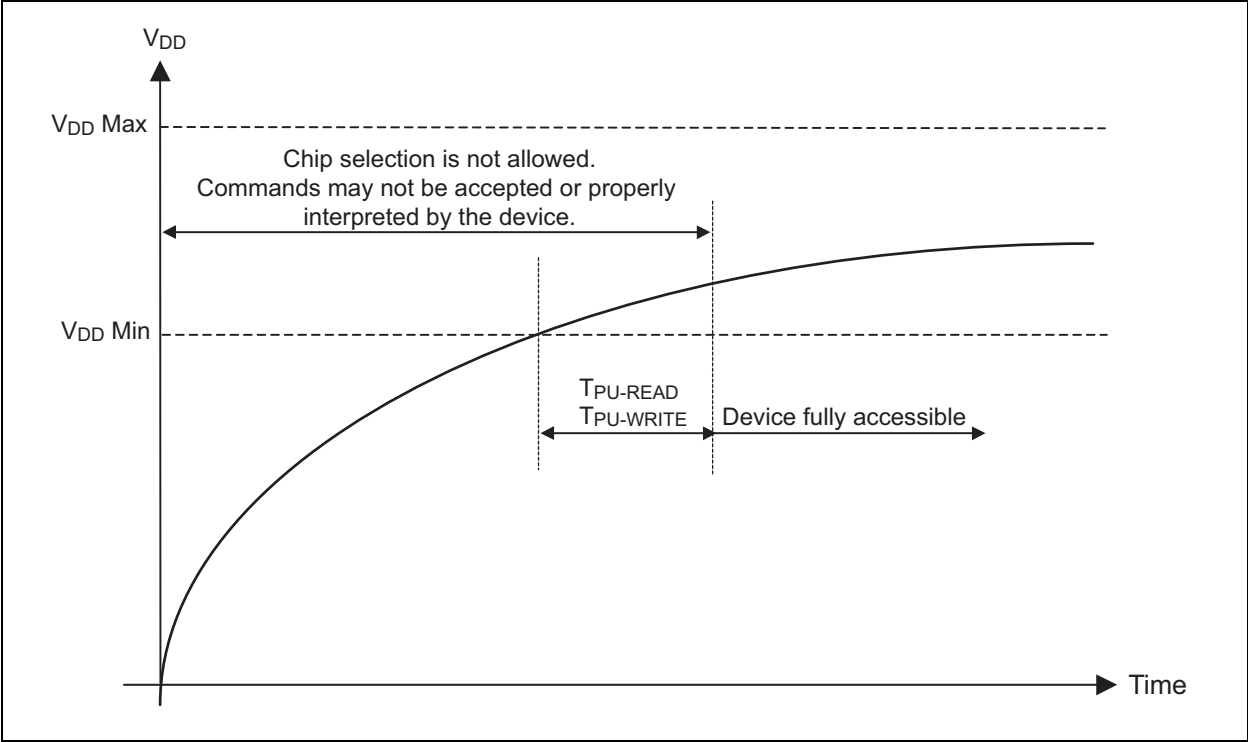 VDD
VDD Max
Chip selection is not allowed.
Commands may not be accepted or properly
interpreted by the device.
VDD Min
TPU-READ
TPU-WRITE
Device fully accessible
Time